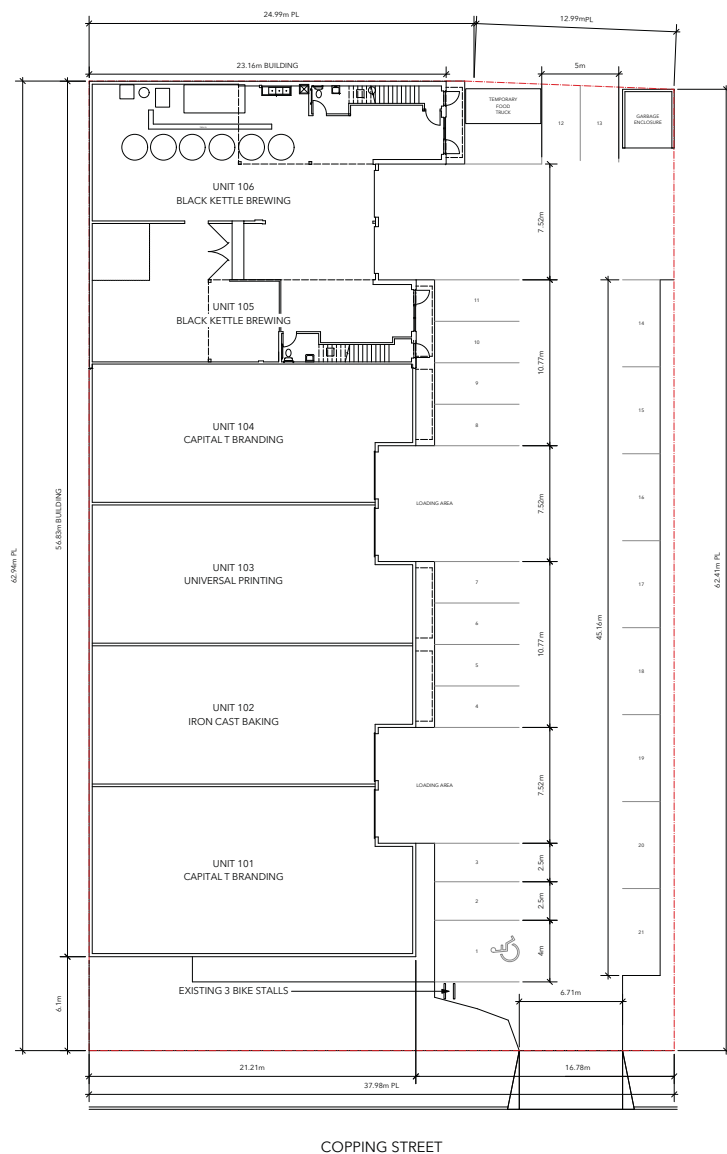 24.99m PL
12.99mPL
23.16m BUILDING
5m
TEMPORARY
FOOD
TRUCK
12
13
GARBAGE
ENCLOSURE
UNIT 106
BLACK KETTLE BREWING
7.52m
UNIT 105
BLACK KETTLE BREWING
11
10
9
8
10.77m
14
15
UNIT 104
CAPITAL T BRANDING
LOADING AREA
7.52m
16
56.83m BUILDING
62.94m PL
62.41m PL
UNIT 103
UNIVERSAL PRINTING
7
6
5
4
10.77m
45.16m
17
18
UNIT 102
IRON CAST BAKING
LOADING AREA
7.52m
19
20
UNIT 101
CAPITAL T BRANDING
3
2.5m
2
2.5m
1
4m
21
EXISTING 3 BIKE STALLS
6.1m
6.71m
21.21m
16.78m
37.98m PL
COPPING STREET